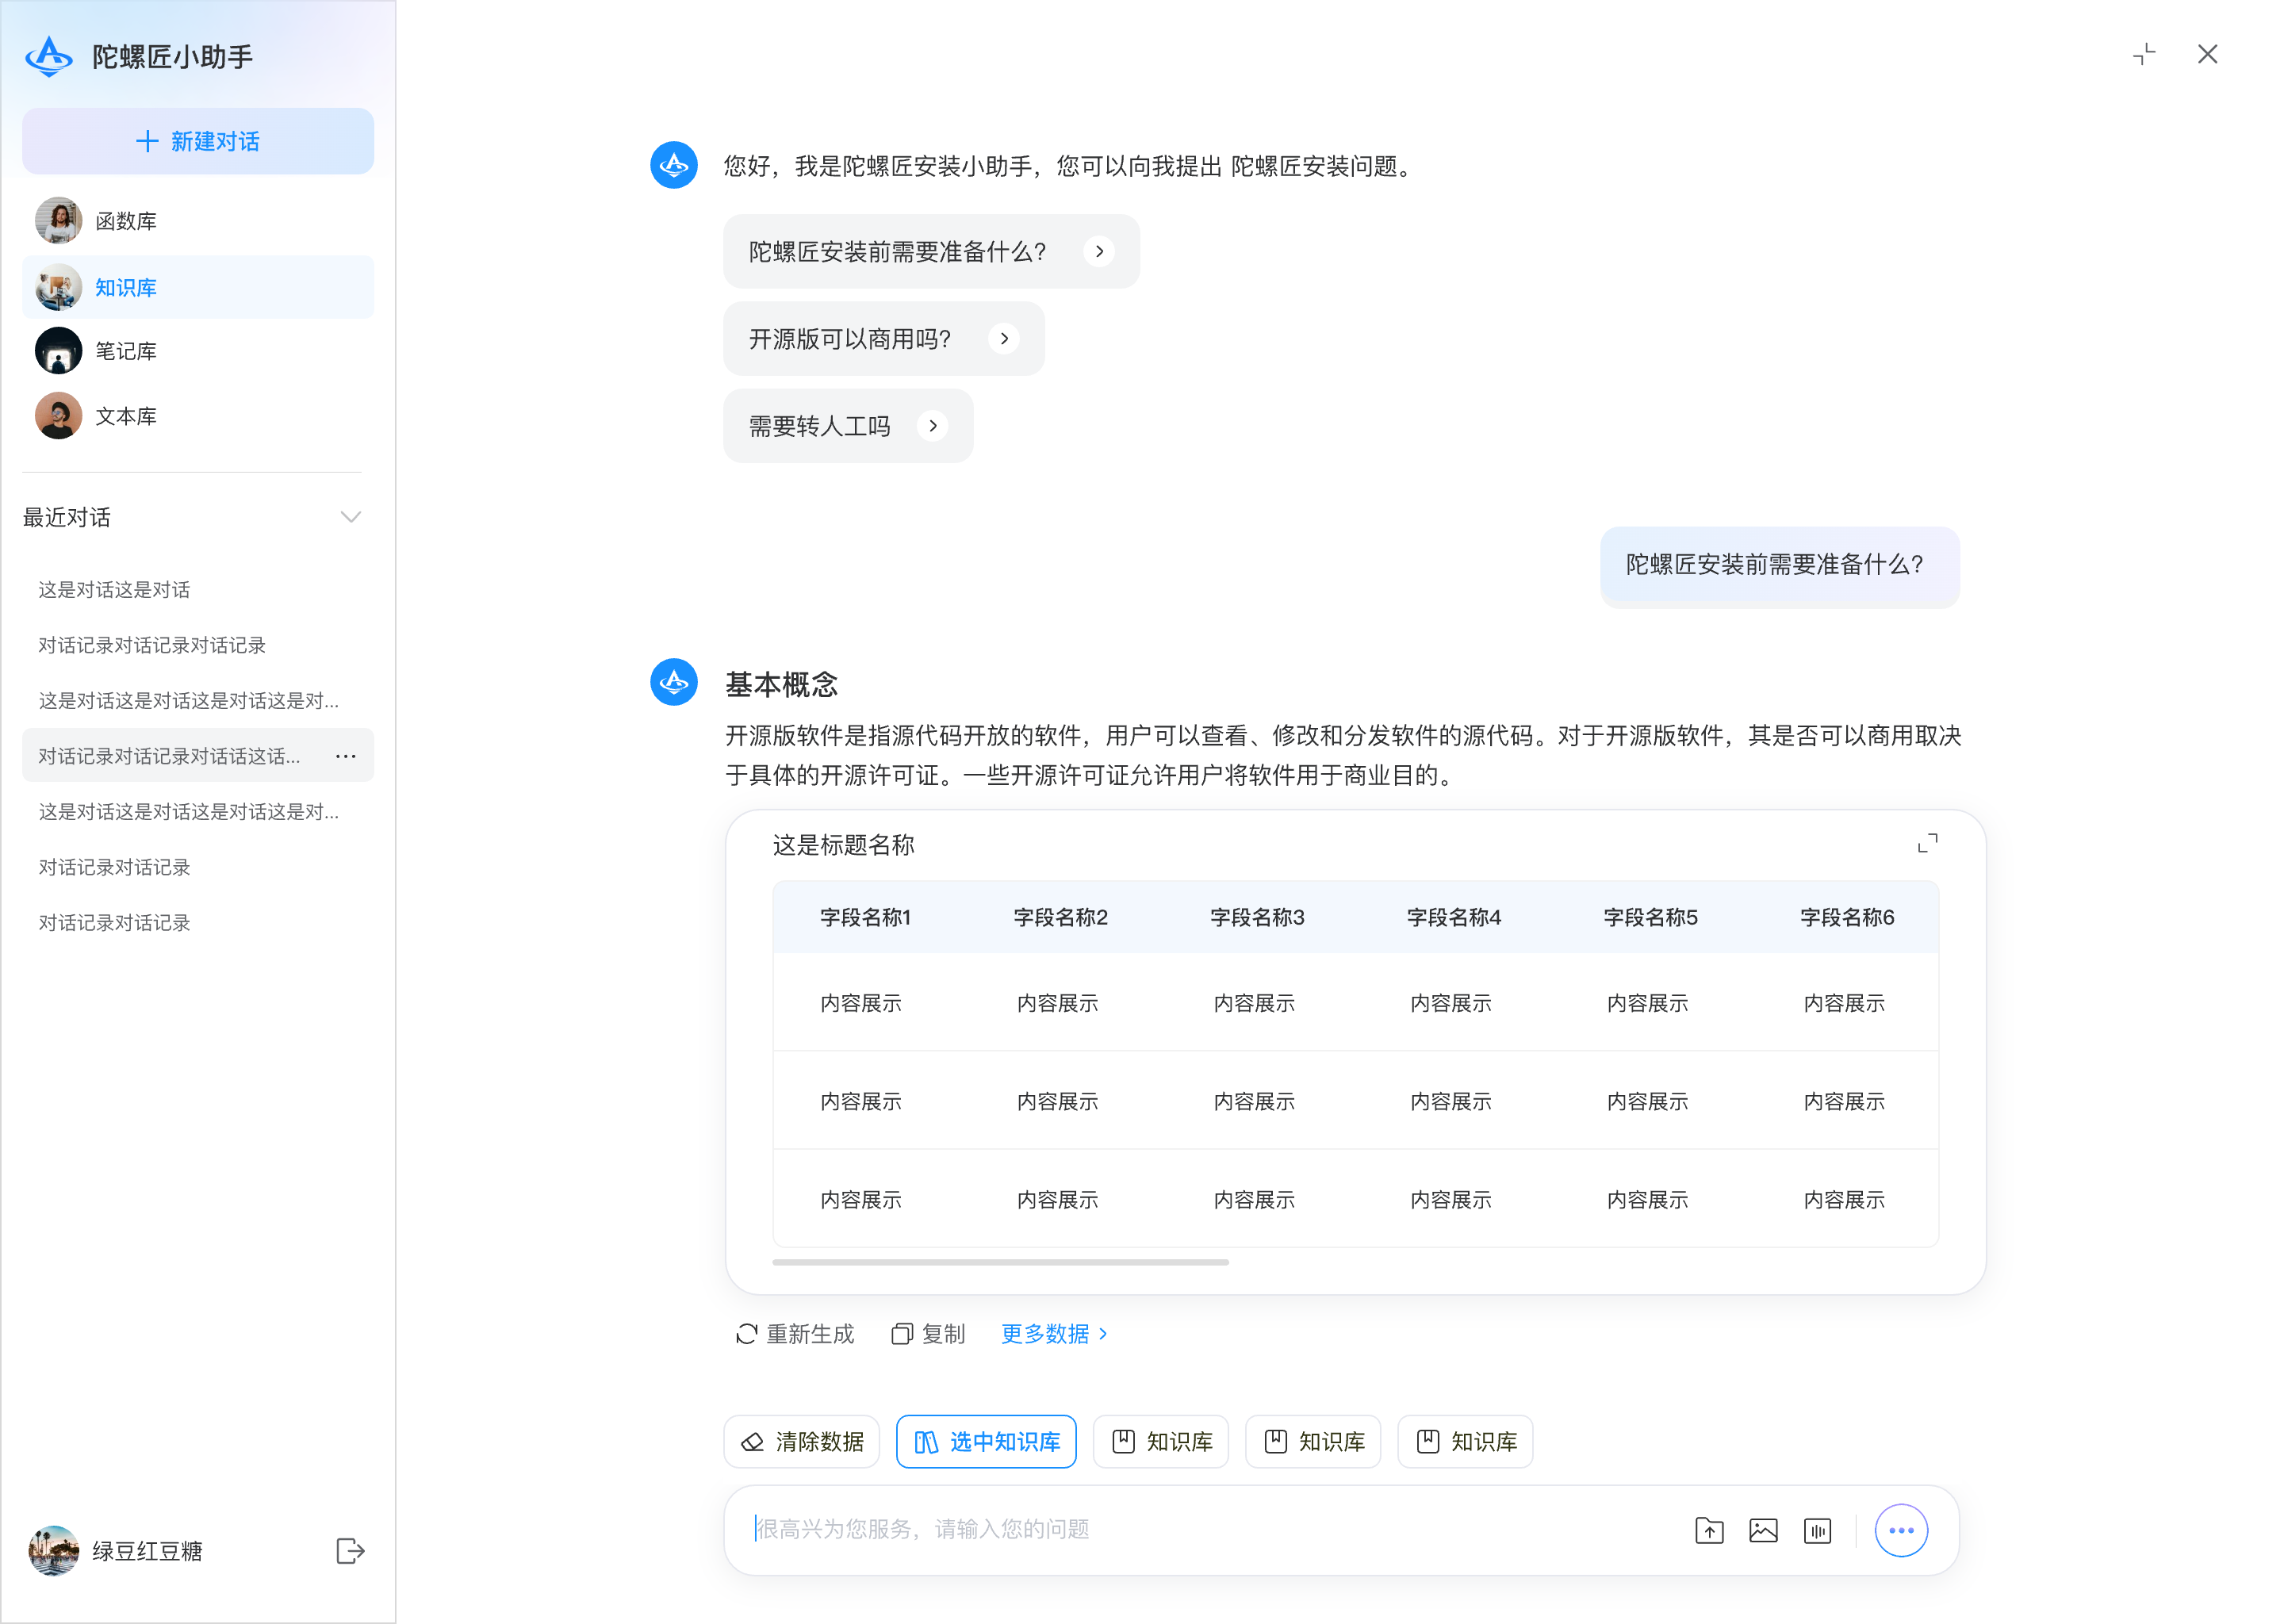 陀螺匠小助手
新建对话
函数库
知识库
笔记库
文本库
最近对话
这是对话这是对话
对话记录对话记录对话记录
这是对话这是对话这是对话这是对...
对话记录对话记录对话话这话...
这是对话这是对话这是对话这是对...
对话记录对话记录
对话记录对话记录
绿豆红豆糖
您好，我是陀螺匠安装小助手，您可以向我提出 陀螺匠安装问题。
陀螺匠安装前需要准备什么？
开源版可以商用吗？
需要转人工吗
陀螺匠安装前需要准备什么？
基本概念
开源版软件是指源代码开放的软件，用户可以查看、修改和分发软件的源代码。对于开源版软件，其是否可以商用取决
于具体的开源许可证。一些开源许可证允许用户将软件用于商业目的。
这是标题名称
字段名称1 字段名称2 字段名称3 字段名称4 字段名称5 字段名称6
内容展示 内容展示 内容展示 内容展示 内容展示 内容展示
内容展示 内容展示 内容展示 内容展示 内容展示 内容展示
内容展示 内容展示 内容展示 内容展示 内容展示 内容展示
重新生成 复制 更多数据
清除数据 选中知识库 知识库 知识库 知识库
很高兴为您服务，请输入您的问题